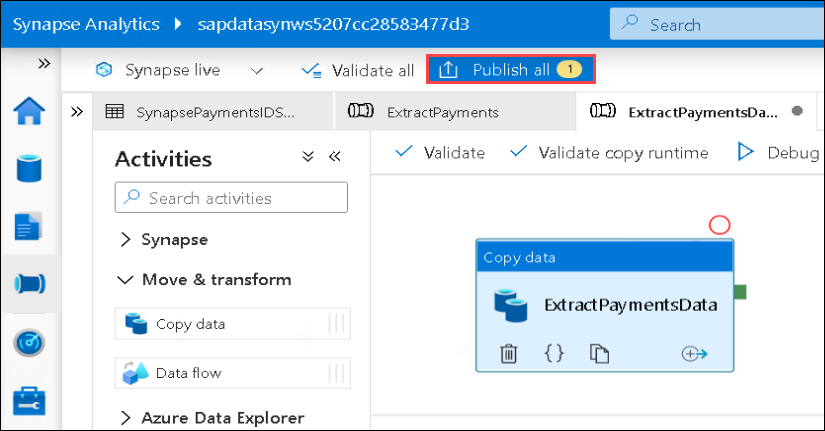 Synapse Analytics sapdatasynws5207cc28583477d3 Search
Synapse live Validate all Publish all 1
SynapsePaymentsIDS... ExtractPayments ExtractPaymentsDa...
Activities
Validate Validate copy runtime Debug
Search activities
Synapse
Move & transform
Copy data
Data flow
Azure Data Explorer
Copy data
ExtractPaymentsData
{}